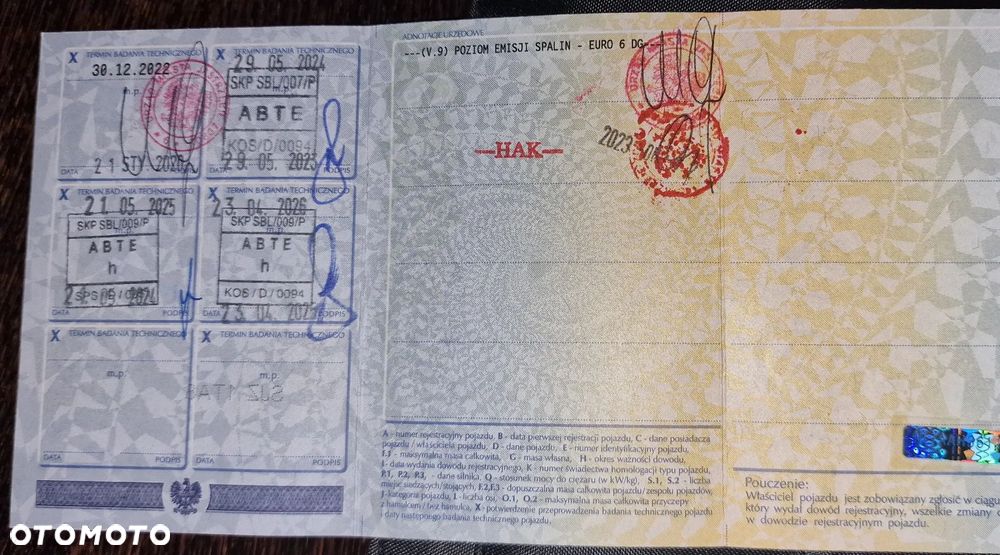 X TERMIN BADANIA TECHNICZNEGO
30.12.2022
m.p.
DATA
21 STY. 2020
X TERMIN BADANIA TECHNICZNEGO
29. 05. 2024
SKP SBL/007/P
ABTE
KOS/D/0094
29. 05. 2023
DATA PODPIS
X TERMIN BADANIA TECHNICZNEGO
21. 05. 2025
SKP SBL/009/P
m.p.
ABTE
h
DATA PODPIS
X TERMIN BADANIA TECHNICZNEGO
23. 04. 2026
SKP SBL/009/P
m.p.
ABTE
h
KOS/D/0094
23 04. 2025
DATA PODPIS
X TERMIN BADANIA TECHNICZNEGO
m.p.
DATA PODPIS
X TERMIN BADANIA TECHNICZNEGO
m.p.
DATA PODPIS
ADNOTACJE URZĘDOWE
---(V.9) POZIOM EMISJI SPALIN - EURO 6 DG---
—HAK—
A - numer rejestracyjny pojazdu, B - data pierwszej rejestracji pojazdu, C - dane posiadacza
pojazdu / właściciela pojazdu, D - dane pojazdu, E - numer identyfikacyjny pojazdu,
F.1 - maksymalna masa całkowita, G - masa własna, H - okres ważności dowodu,
I - data wydania dowodu rejestracyjnego, K - numer świadectwa homologacji typu pojazdu,
P.1, P.2, P.3, - dane silnika, Q - stosunek mocy do ciężaru (w kW/kg), S.1, S.2 - liczba
miejsc siedzących/stojących, F.2,F.3 - dopuszczalna masa całkowita pojazdu/zespołu pojazdów,
J-kategoria pojazdu, L - liczba osi, O.1, O.2 - maksymalna masa całkowita przyczepy
z hamulcem / bez hamulca, X - potwierdzenie przeprowadzenia badania technicznego pojazdu
i daty następnego badania technicznego pojazdu.
Pouczenie:
Właściciel pojazdu jest zobowiązany zgłosić w ciągu
który wydał dowód rejestracyjny, wszelkie zmiany
w dowodzie rejestracyjnym pojazdu.
OTOMOTO